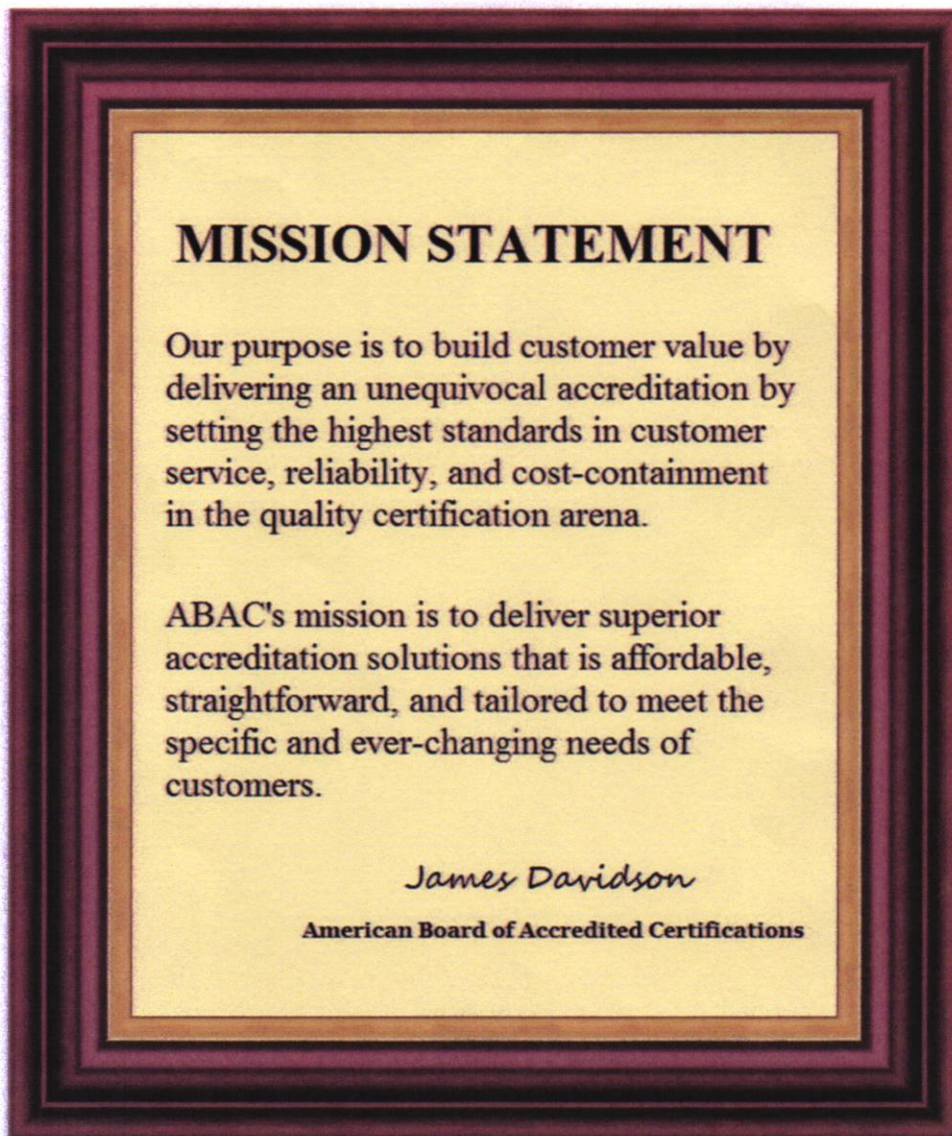 MISSION STATEMENT
Our purpose is to build customer value by
delivering an unequivocal accreditation by
setting the highest standards in customer
service, reliability, and cost-containment
in the quality certification arena.
ABAC's mission is to deliver superior
accreditation solutions that is affordable,
straightforward, and tailored to meet the
specific and ever-changing needs of
customers.
James Davidson
American Board of Accredited Certifications